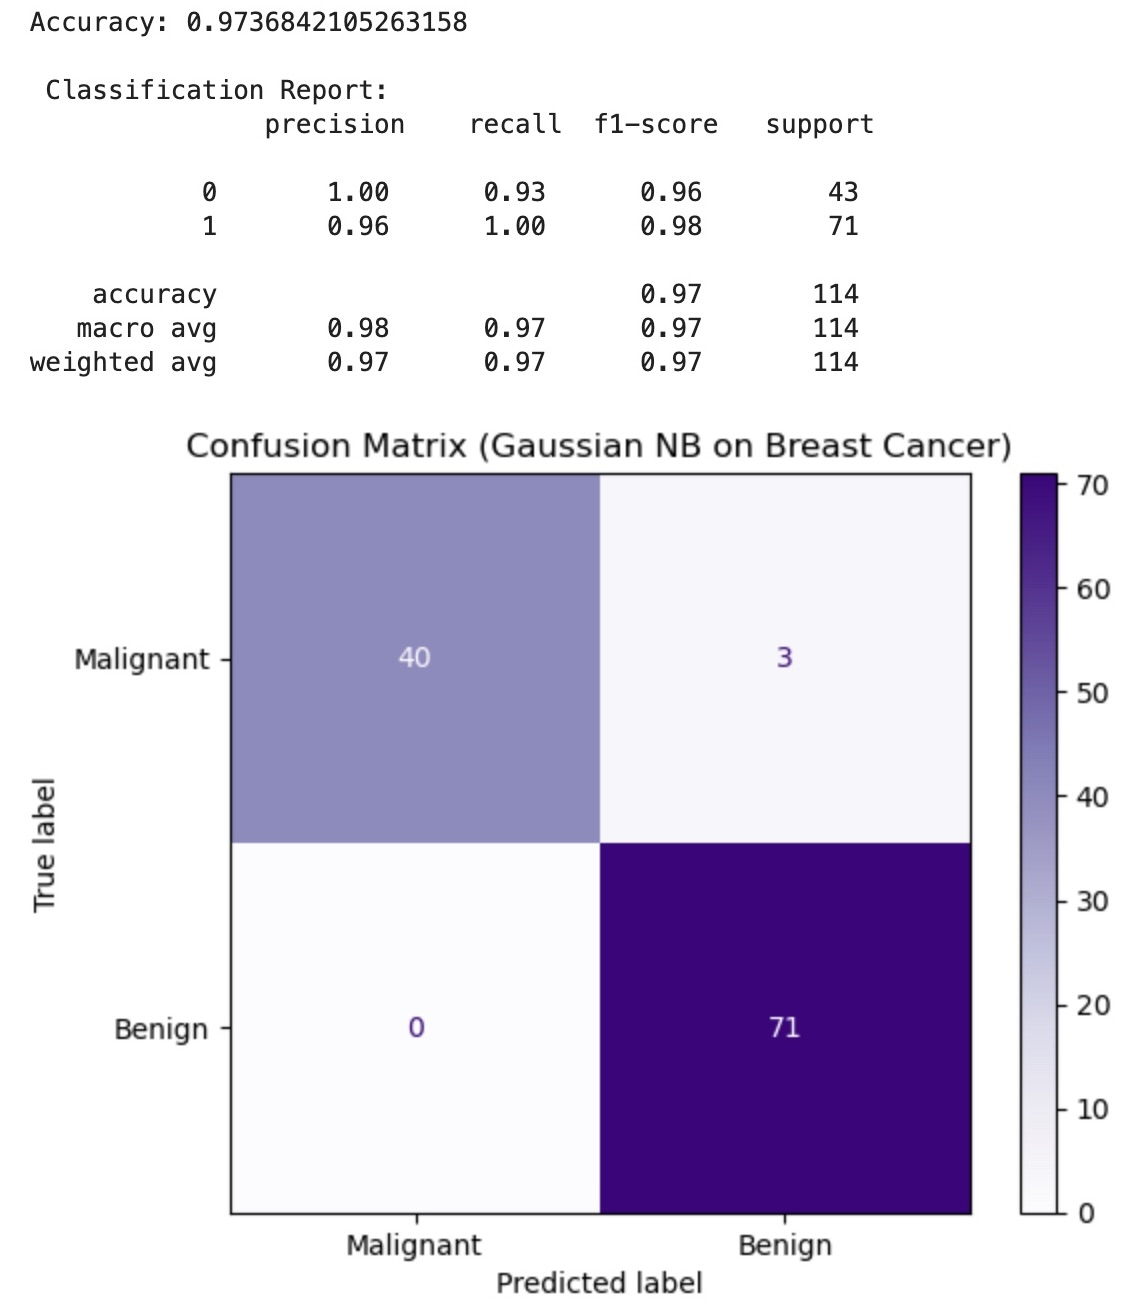 Accuracy: 0.9736842105263158
Classification Report:
precision recall f1-score support
0 1.00 0.93 0.96 43
1 0.96 1.00 0.98 71
accuracy 0.97 114
macro avg 0.98 0.97 0.97 114
weighted avg 0.97 0.97 0.97 114
Confusion Matrix (Gaussian NB on Breast Cancer)
70
60
50
40
30
20
10
0
True label
Malignant 40 3
Benign 0 71
Malignant Benign
Predicted label